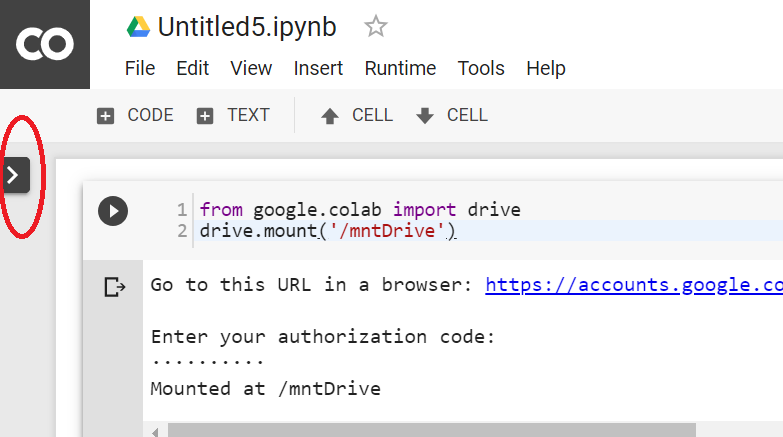 CO
Untitled5.ipynb
File Edit View Insert Runtime Tools Help
CODE TEXT CELL CELL
1 from google.colab import drive
2 drive.mount('/mntDrive')
Go to this URL in a browser: https://accounts.google.co
Enter your authorization code:
··········
Mounted at /mntDrive